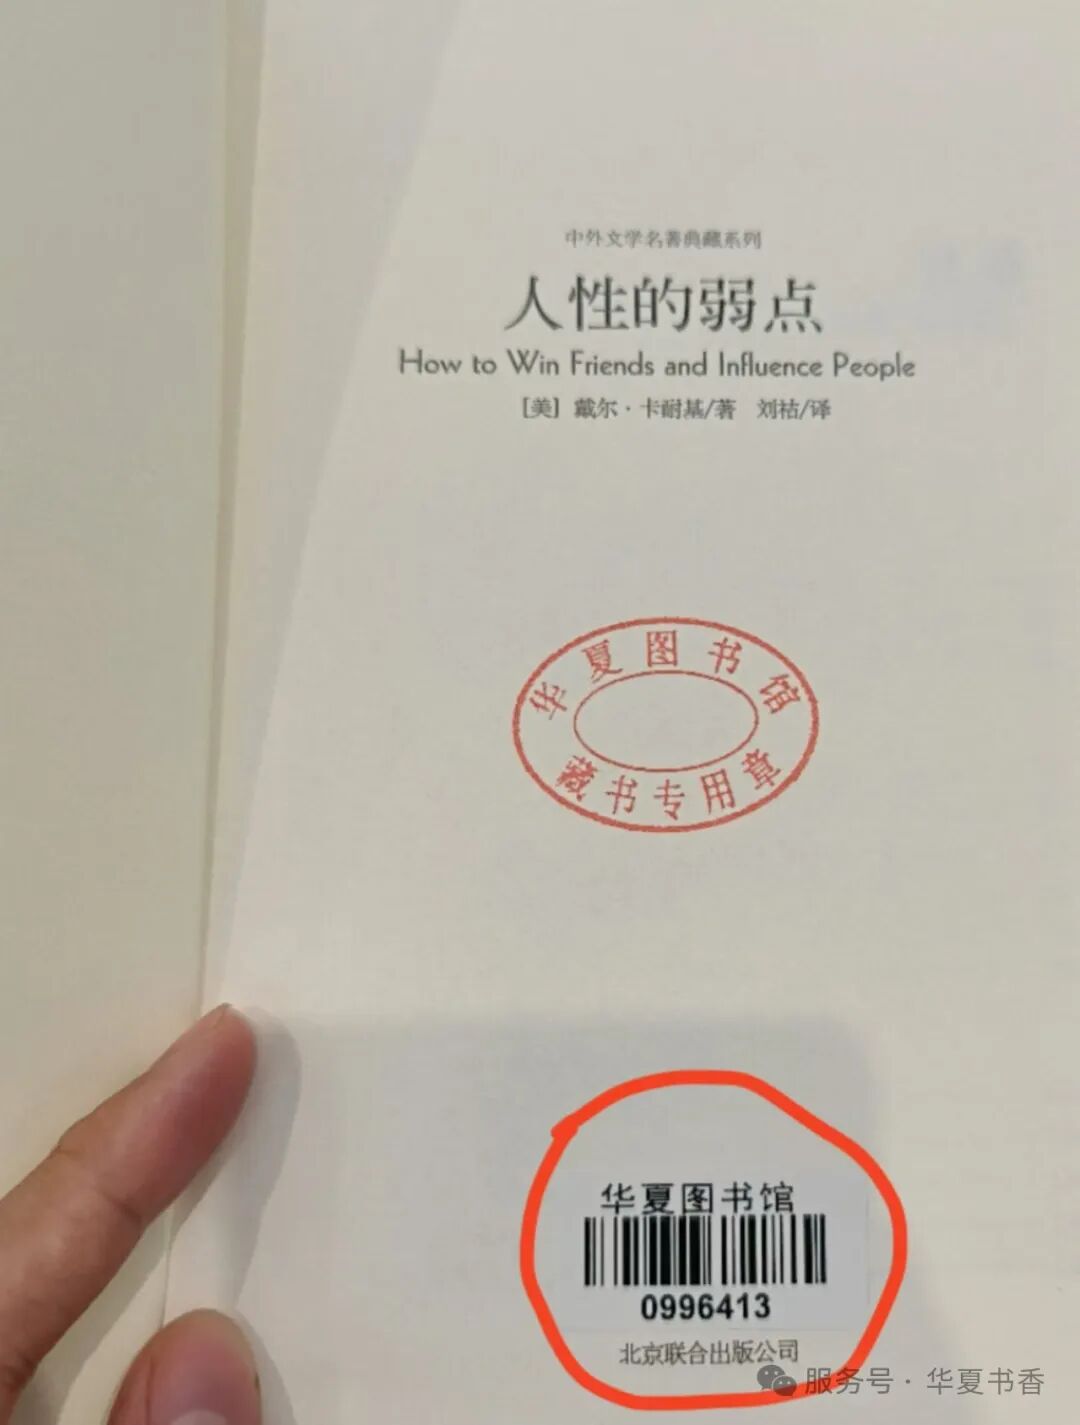 中外文学名著典藏系列
人性的弱点
How to Win Friends and Influence People
[美] 戴尔·卡耐基/著 刘祜/译
华夏图书馆
藏书专用章
华夏图书馆
0996413
北京联合出版公司
服务号·华夏书香